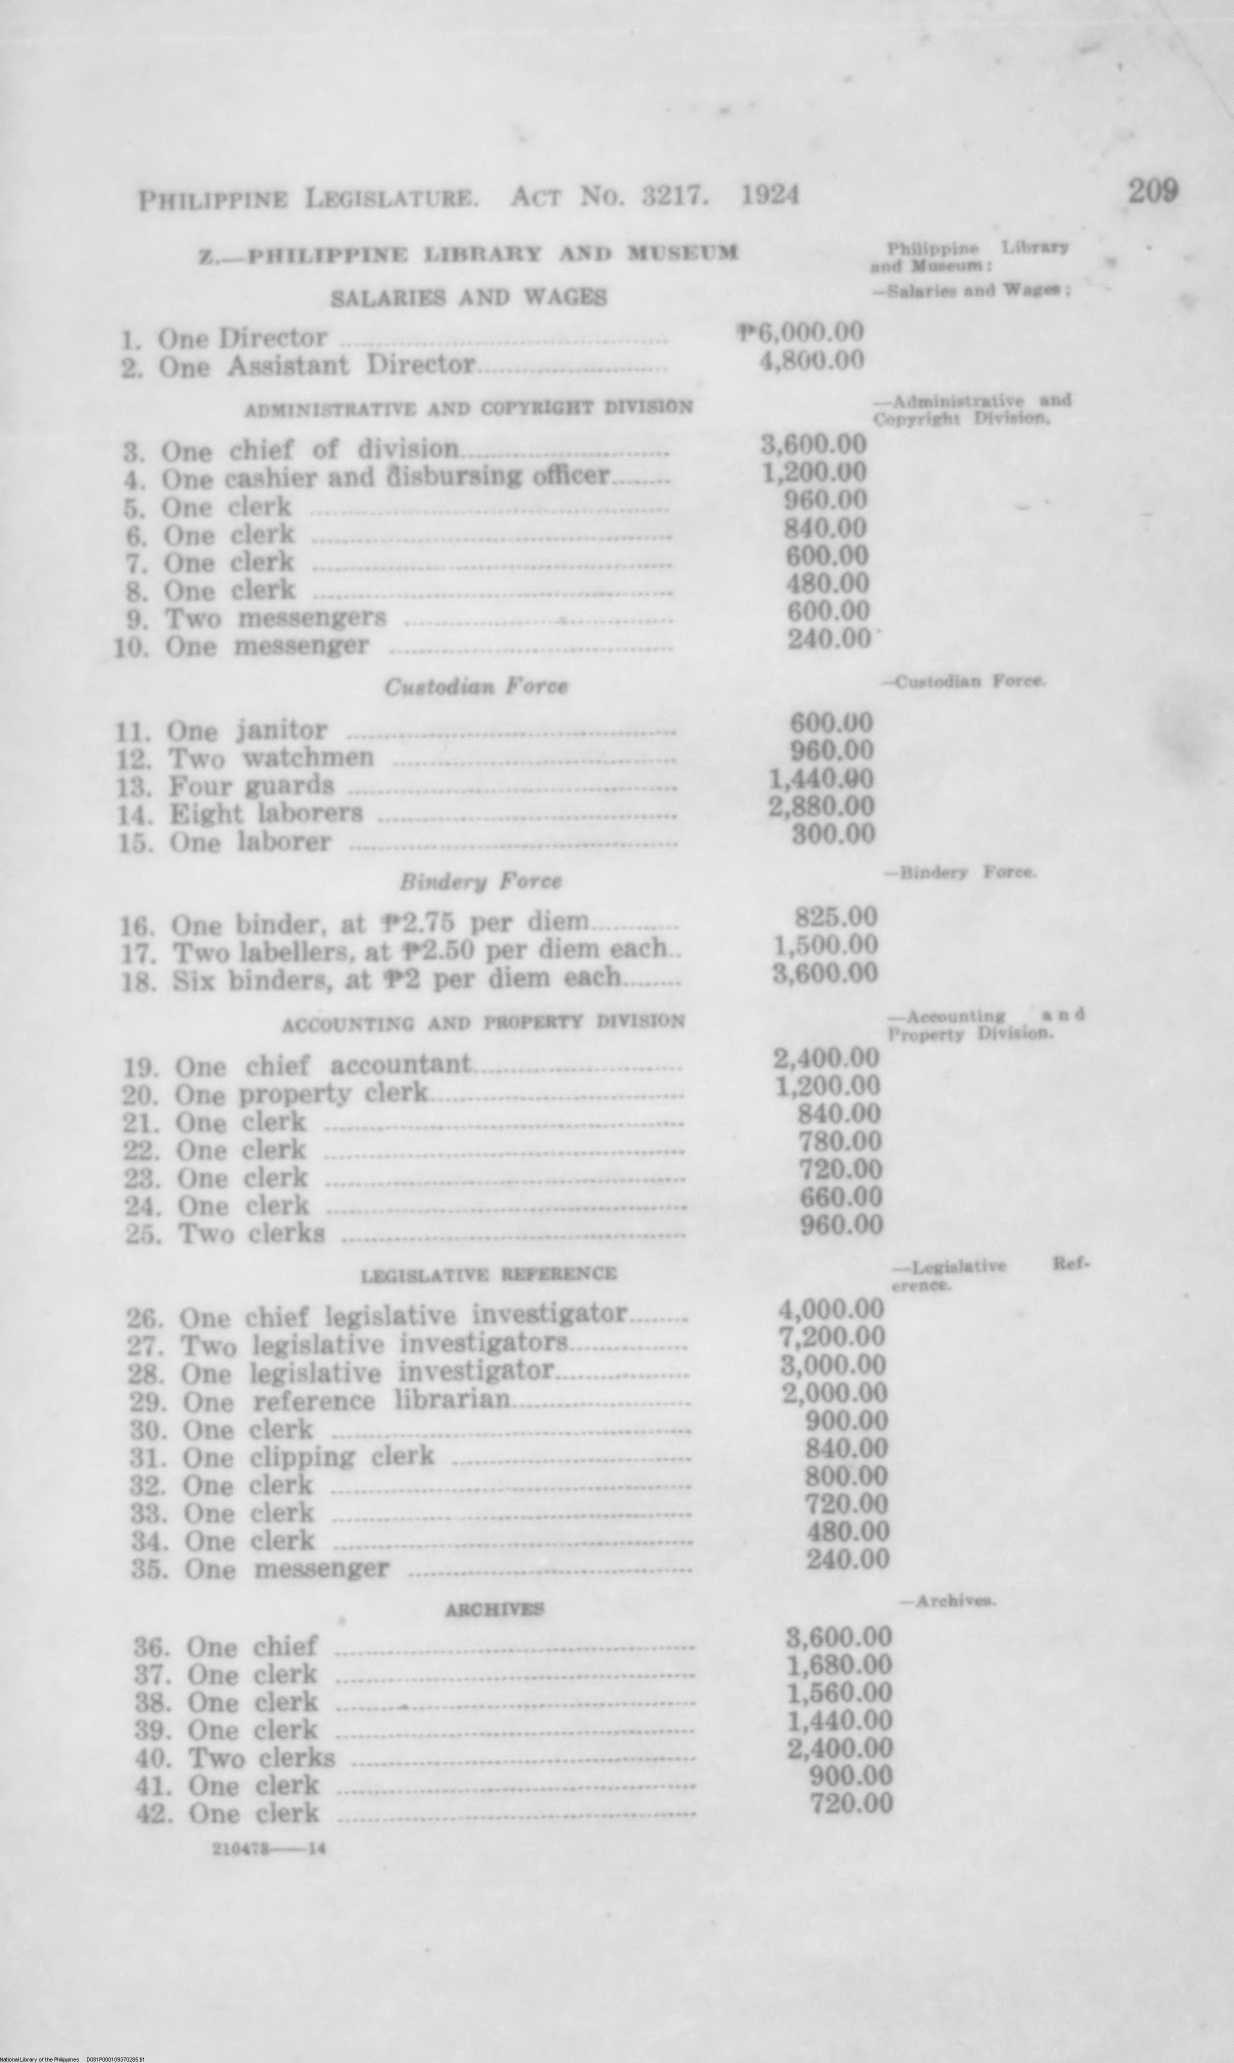 PHILIPPINE LEGISLATURE. ACT No. 3217. 1924 209
Z.—PHILIPPINE LIBRARY AND MUSEUM
Philippine Library
and Museum:
SALARIES AND WAGES
—Salaries and Wages:
1. One Director ₱6,000.00
2. One Assistant Director 4,800.00
ADMINISTRATIVE AND COPYRIGHT DIVISION
—Administrative and
Copyright Division.
3. One chief of division 3,600.00
4. One cashier and disbursing officer 1,200.00
5. One clerk 960.00
6. One clerk 840.00
7. One clerk 600.00
8. One clerk 480.00
9. Two messengers 600.00
10. One messenger 240.00
Custodian Force
—Custodian Force.
11. One janitor 600.00
12. Two watchmen 960.00
13. Four guards 1,440.00
14. Eight laborers 2,880.00
15. One laborer 300.00
Bindery Force
—Bindery Force.
16. One binder, at ₱2.75 per diem 825.00
17. Two labellers, at ₱2.50 per diem each 1,500.00
18. Six binders, at ₱2 per diem each 3,600.00
ACCOUNTING AND PROPERTY DIVISION
—Accounting and
Property Division.
19. One chief accountant 2,400.00
20. One property clerk 1,200.00
21. One clerk 840.00
22. One clerk 780.00
23. One clerk 720.00
24. One clerk 660.00
25. Two clerks 960.00
LEGISLATIVE REFERENCE
—Legislative Ref-
erence.
26. One chief legislative investigator 4,000.00
27. Two legislative investigators 7,200.00
28. One legislative investigator 3,000.00
29. One reference librarian 2,000.00
30. One clerk 900.00
31. One clipping clerk 840.00
32. One clerk 800.00
33. One clerk 720.00
34. One clerk 480.00
35. One messenger 240.00
ARCHIVES
—Archives.
36. One chief 3,600.00
37. One clerk 1,680.00
38. One clerk 1,560.00
39. One clerk 1,440.00
40. Two clerks 2,400.00
41. One clerk 900.00
42. One clerk 720.00
210473——14
National Library of the Philippines